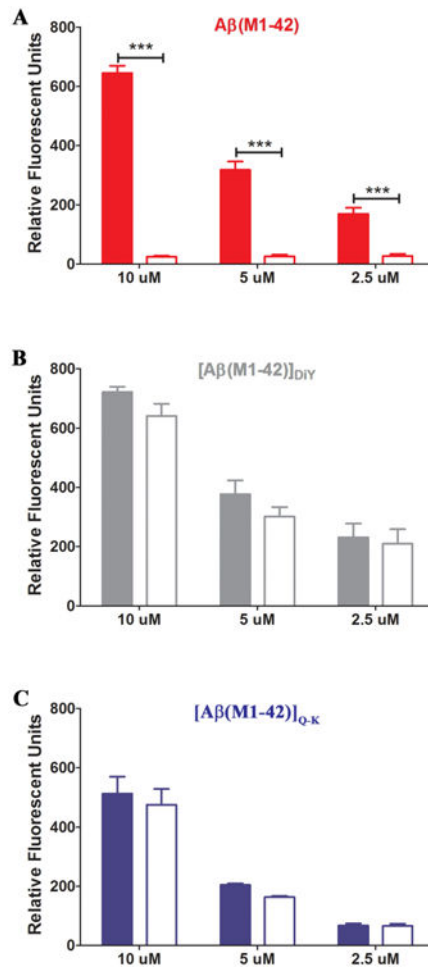 A
Aβ(M1-42)
Relative Fluorescent Units
800
600
400
200
0
***
***
***
10 uM
5 uM
2.5 uM
B
[Aβ(M1-42)]DiY
Relative Fluorescent Units
800
600
400
200
0
10 uM
5 uM
2.5 uM
C
[Aβ(M1-42)]Q-K
Relative Fluorescent Units
800
600
400
200
0
10 uM
5 uM
2.5 uM